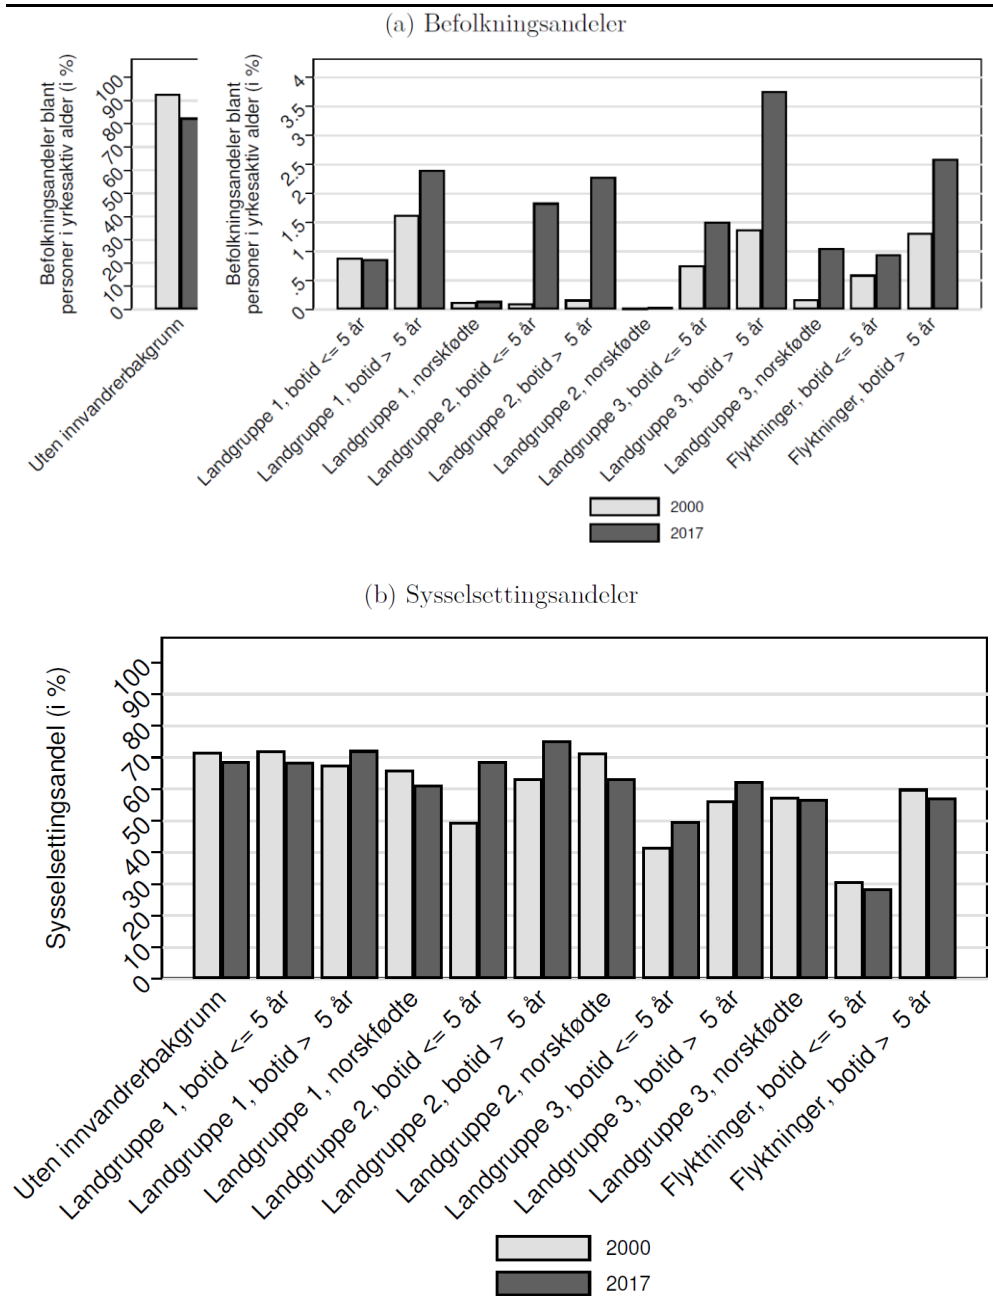 (a) Befolkningsandeler
Befolkningsandeler blant
personer i yrkesaktiv alder (i %)
100
90
80
70
60
50
40
30
20
10
0
Uten innvandrerbakgrunn
Befolkningsandeler blant
personer i yrkesaktiv alder (i %)
4
3.5
3
2.5
2
1.5
1
.5
0
Landgruppe 1, botid <= 5 år
Landgruppe 1, botid > 5 år
Landgruppe 1, norskfødte
Landgruppe 2, botid <= 5 år
Landgruppe 2, botid > 5 år
Landgruppe 2, norskfødte
Landgruppe 3, botid <= 5 år
Landgruppe 3, botid > 5 år
Landgruppe 3, norskfødte
Flyktninger, botid <= 5 år
Flyktninger, botid > 5 år
2000
2017
(b) Sysselsettingsandeler
Sysselsettingsandel (i %)
100
90
80
70
60
50
40
30
20
10
0
Uten innvandrerbakgrunn
Landgruppe 1, botid <= 5 år
Landgruppe 1, botid > 5 år
Landgruppe 1, norskfødte
Landgruppe 2, botid <= 5 år
Landgruppe 2, botid > 5 år
Landgruppe 2, norskfødte
Landgruppe 3, botid <= 5 år
Landgruppe 3, botid > 5 år
Landgruppe 3, norskfødte
Flyktninger, botid <= 5 år
Flyktninger, botid > 5 år
2000
2017